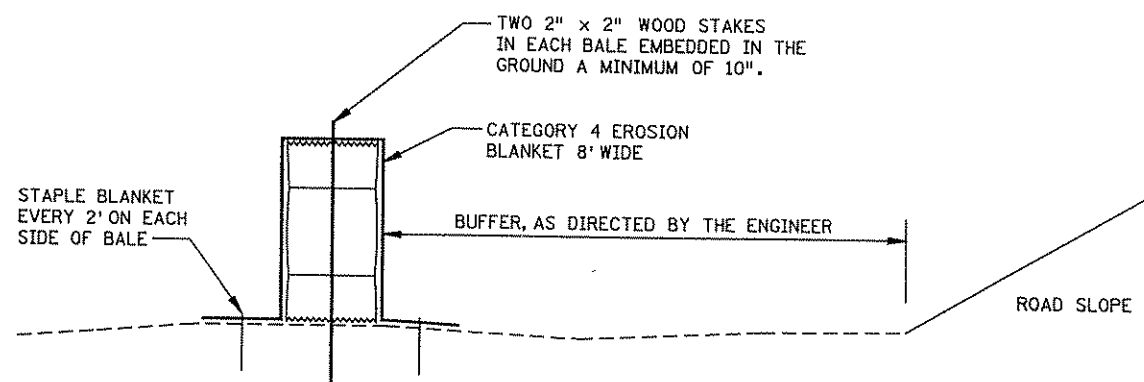 TWO 2" x 2" WOOD STAKES
IN EACH BALE EMBEDDED IN THE
GROUND A MINIMUM OF 10".
CATEGORY 4 EROSION
BLANKET 8' WIDE
STAPLE BLANKET
EVERY 2' ON EACH
SIDE OF BALE
BUFFER, AS DIRECTED BY THE ENGINEER
ROAD SLOPE